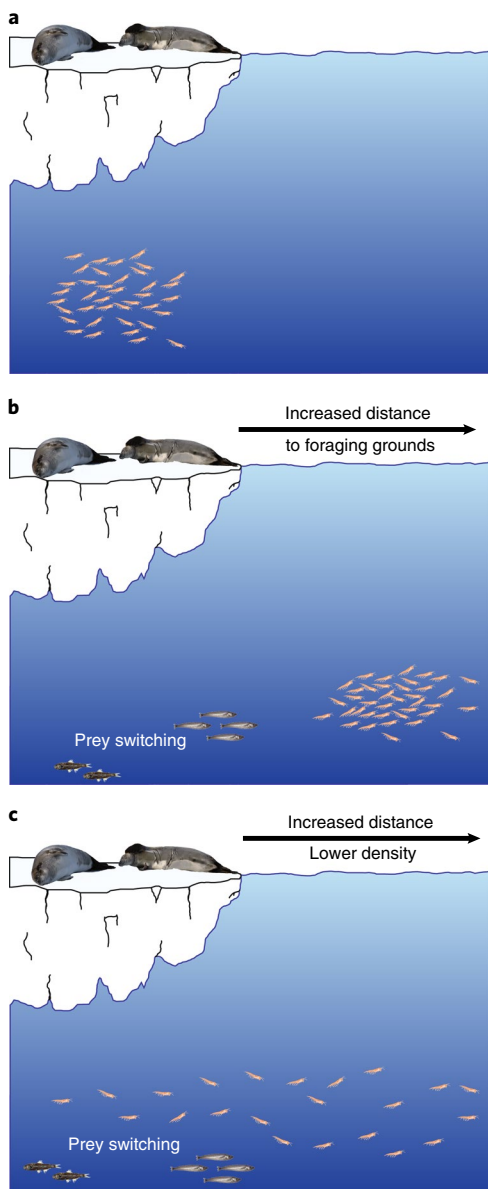 a
b
Increased distance
to foraging grounds
Prey switching
c
Increased distance
Lower density
Prey switching